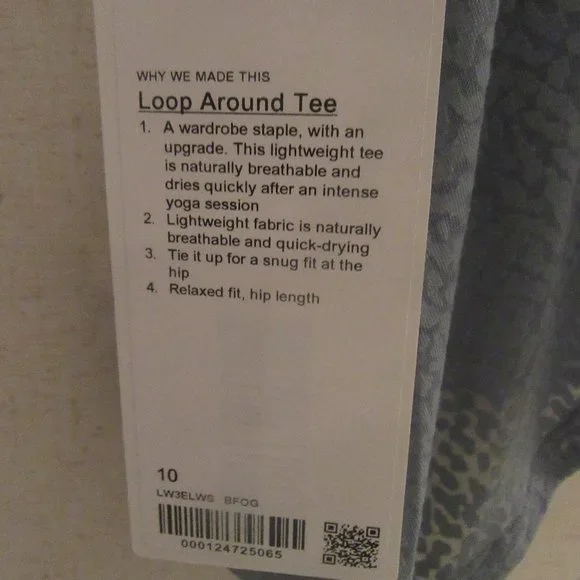 WHY WE MADE THIS
Loop Around Tee
1. A wardrobe staple, with an
upgrade. This lightweight tee
is naturally breathable and
dries quickly after an intense
yoga session
2. Lightweight fabric is naturally
breathable and quick-drying
3. Tie it up for a snug fit at the
hip
4. Relaxed fit, hip length
10
LW3ELWS BFOG
000124725065